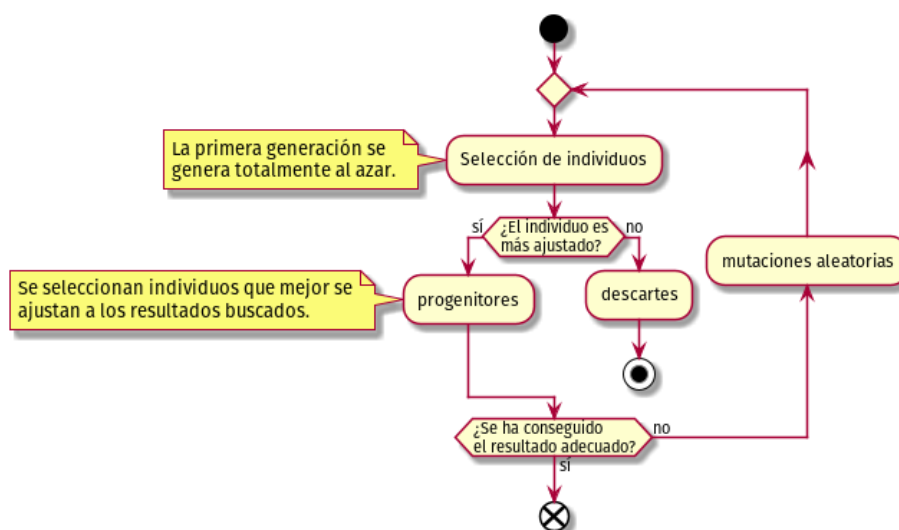 La primera generación se
genera totalmente al azar.
Selección de individuos
sí
¿El individuo es
más ajustado?
no
Se seleccionan individuos que mejor se
ajustan a los resultados buscados.
progenitores
descartes
mutaciones aleatorias
¿Se ha conseguido
el resultado adecuado?
no
sí